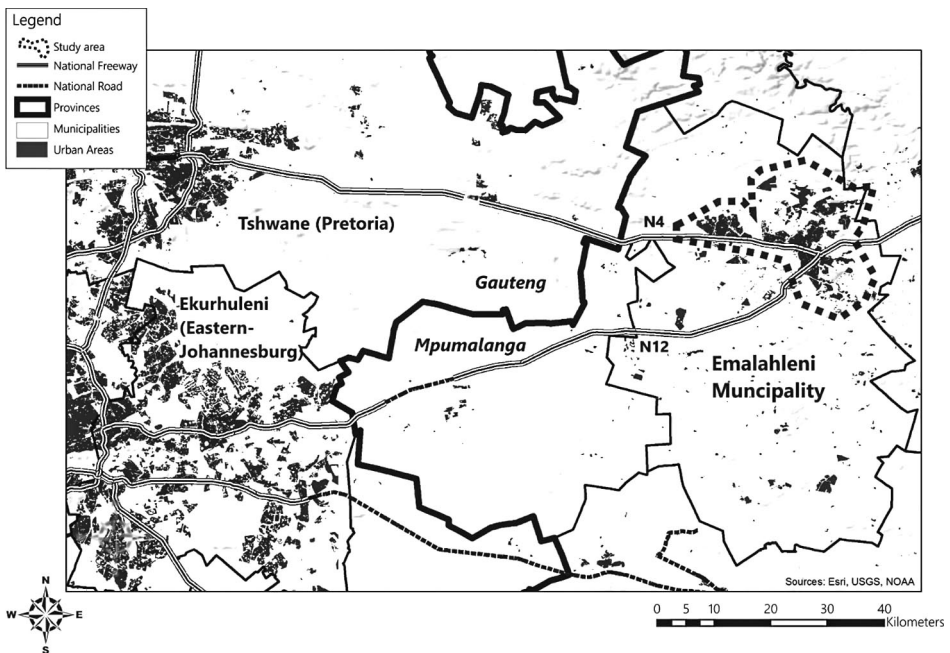 Legend
Study area
National Freeway
National Road
Provinces
Municipalities
Urban Areas
Tshwane (Pretoria)
N4
Gauteng
Ekurhuleni
(Eastern-
Johannesburg)
Mpumalanga
N12
Emalahleni
Muncipality
Sources: Esri, USGS, NOAA
N
W E
S
0 5 10 20 30 40
Kilometers